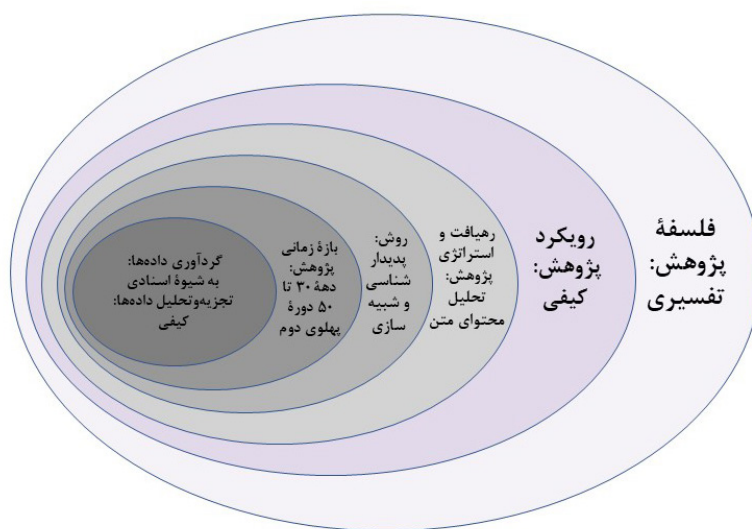 فلسفهٔ
پژوهش:
تفسیری
رویکرد
پژوهش:
کیفی
رهیافت و
استراتژی
پژوهش:
تحلیل
محتوای متن
روش:
پدیدار
شناسی
و شبیه
سازی
بازهٔ زمانی
پژوهش:
دههٔ ۳۰ تا
۵۰ دورهٔ
پهلوی دوم
گردآوری داده‌ها:
به شیوهٔ اسنادی
تجزیه‌وتحلیل داده‌ها:
کیفی